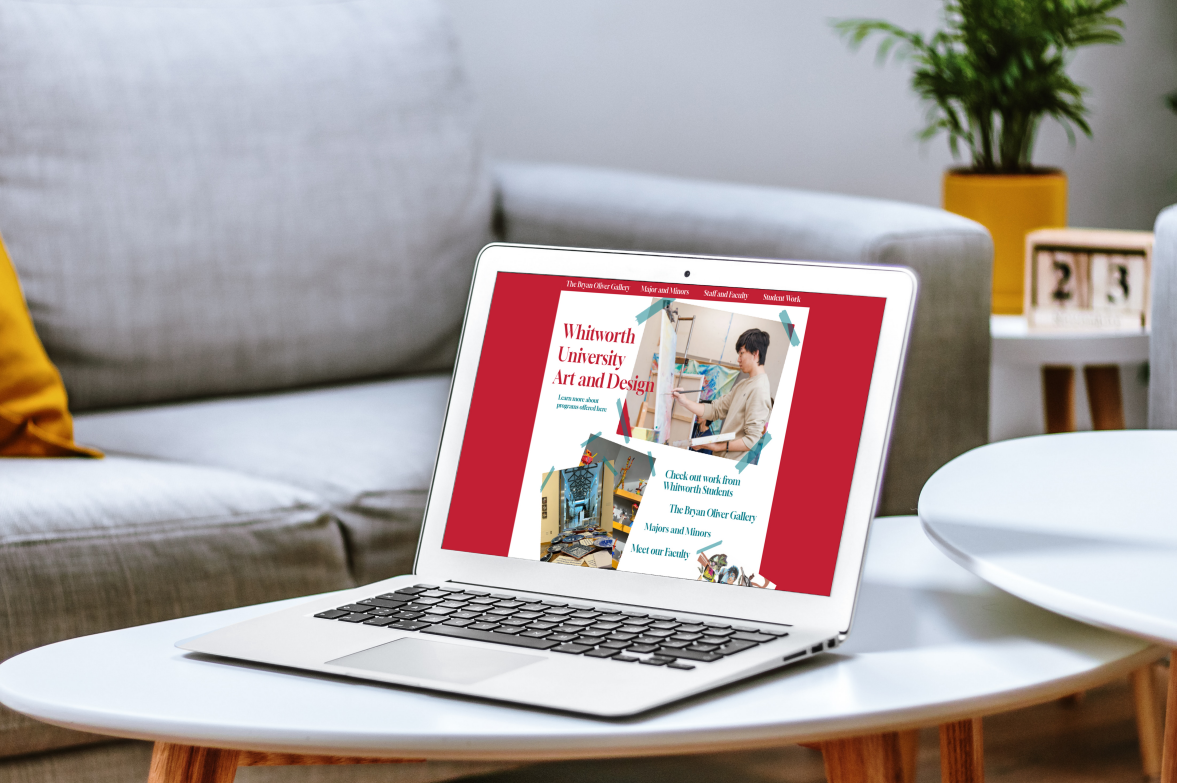 The Bryan Oliver Gallery
Major and Minors
Staff and Faculty
Student Work
Whitworth
University
Art and Design
Learn more about
programs offered here
Check out work from
Whitworth Students
The Bryan Oliver Gallery
Majors and Minors
Meet our Faculty
23